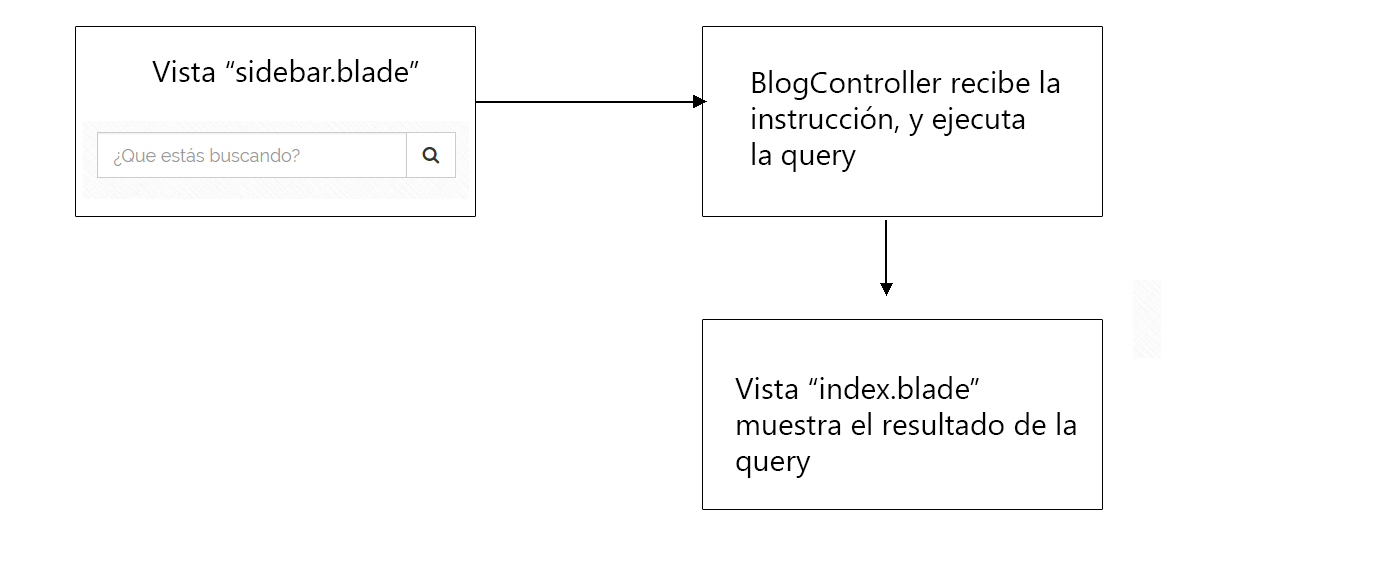 Vista “sidebar.blade”
¿Que estás buscando?
BlogController recibe la
instrucción, y ejecuta
la query
Vista “index.blade”
muestra el resultado de la
query